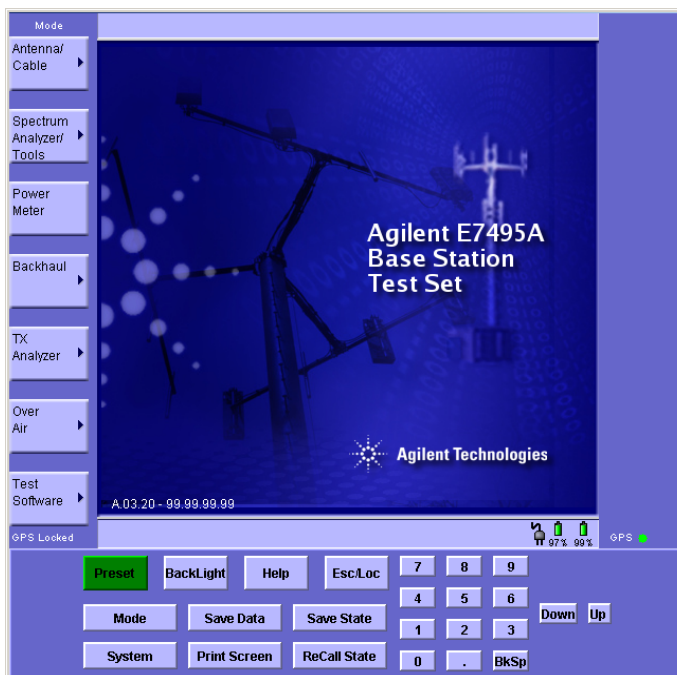 Mode
Antenna/
Cable
Spectrum
Analyzer/
Tools
Power
Meter
Backhaul
TX
Analyzer
Over
Air
Test
Software
GPS Locked
Agilent E7495A
Base Station
Test Set
Agilent Technologies
A.03.20 - 99.99.99.99
97% 99%
GPS
Preset BackLight Help Esc/Loc 7 8 9
4 5 6
Mode Save Data Save State Down Up
1 2 3
System Print Screen ReCall State 0 . BkSp